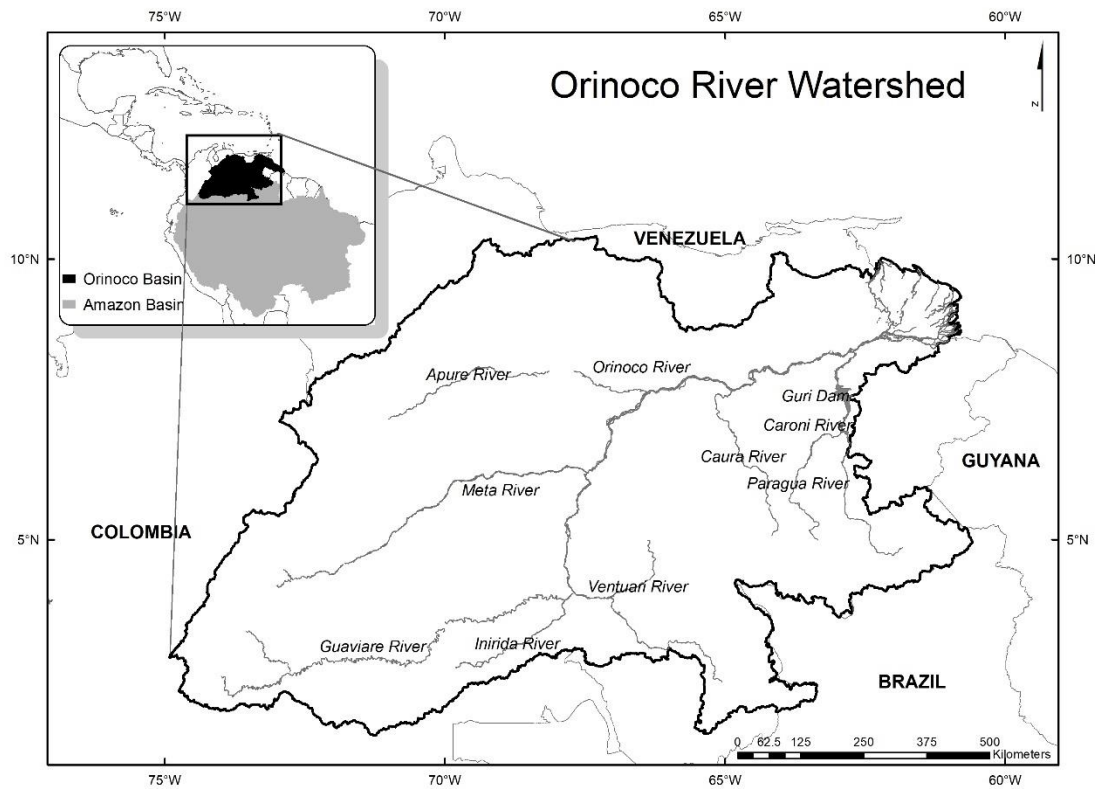 75°W 70°W 65°W 60°W
Orinoco River Watershed
N
Orinoco Basin
Amazon Basin
10°N 10°N
VENEZUELA
Apure River
Orinoco River
Guri Dam
Caroni River
Caura River
GUYANA
Paragua River
Meta River
COLOMBIA
5°N 5°N
Ventuari River
Guaviare River
Inirida River
BRAZIL
0 62.5 125 250 375 500
Kilometers
75°W 70°W 65°W 60°W